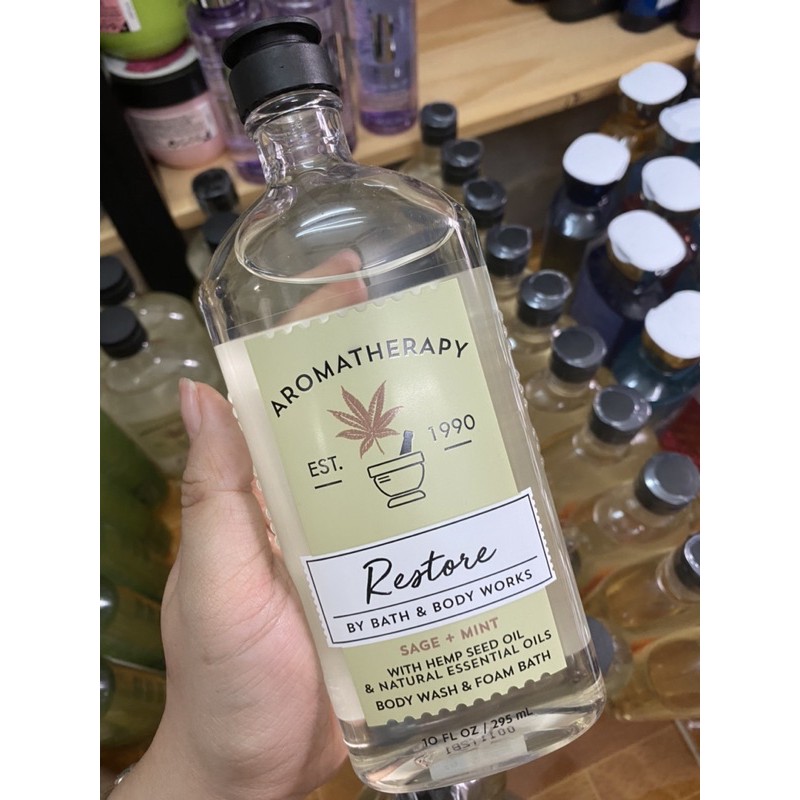 AROMATHERAPY
EST. 1990
Restore
BY BATH & BODY WORKS
SAGE + MINT
WITH HEMP SEED OIL
& NATURAL ESSENTIAL OILS
BODY WASH & FOAM BATH
10 FL OZ / 295 mL